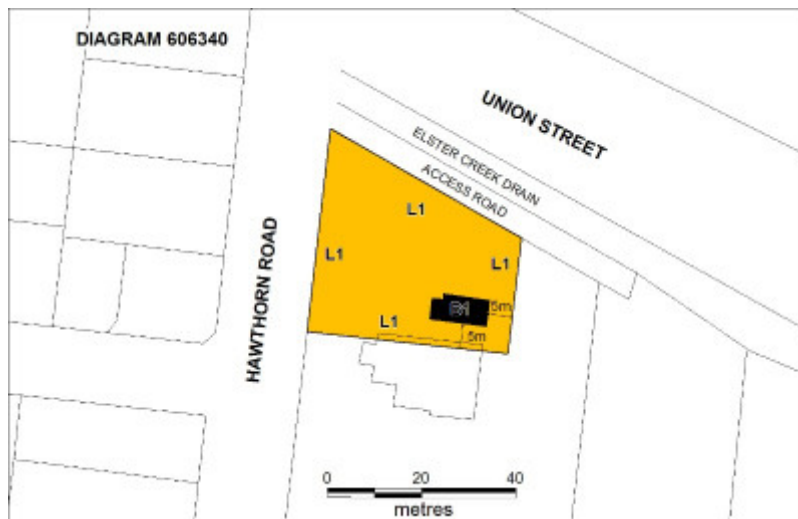 DIAGRAM 606340
UNION STREET
ELSTER CREEK DRAIN
ACCESS ROAD
HAWTHORN ROAD
L1
L1
L1
L1
B1
5m
5m
0 20 40
metres